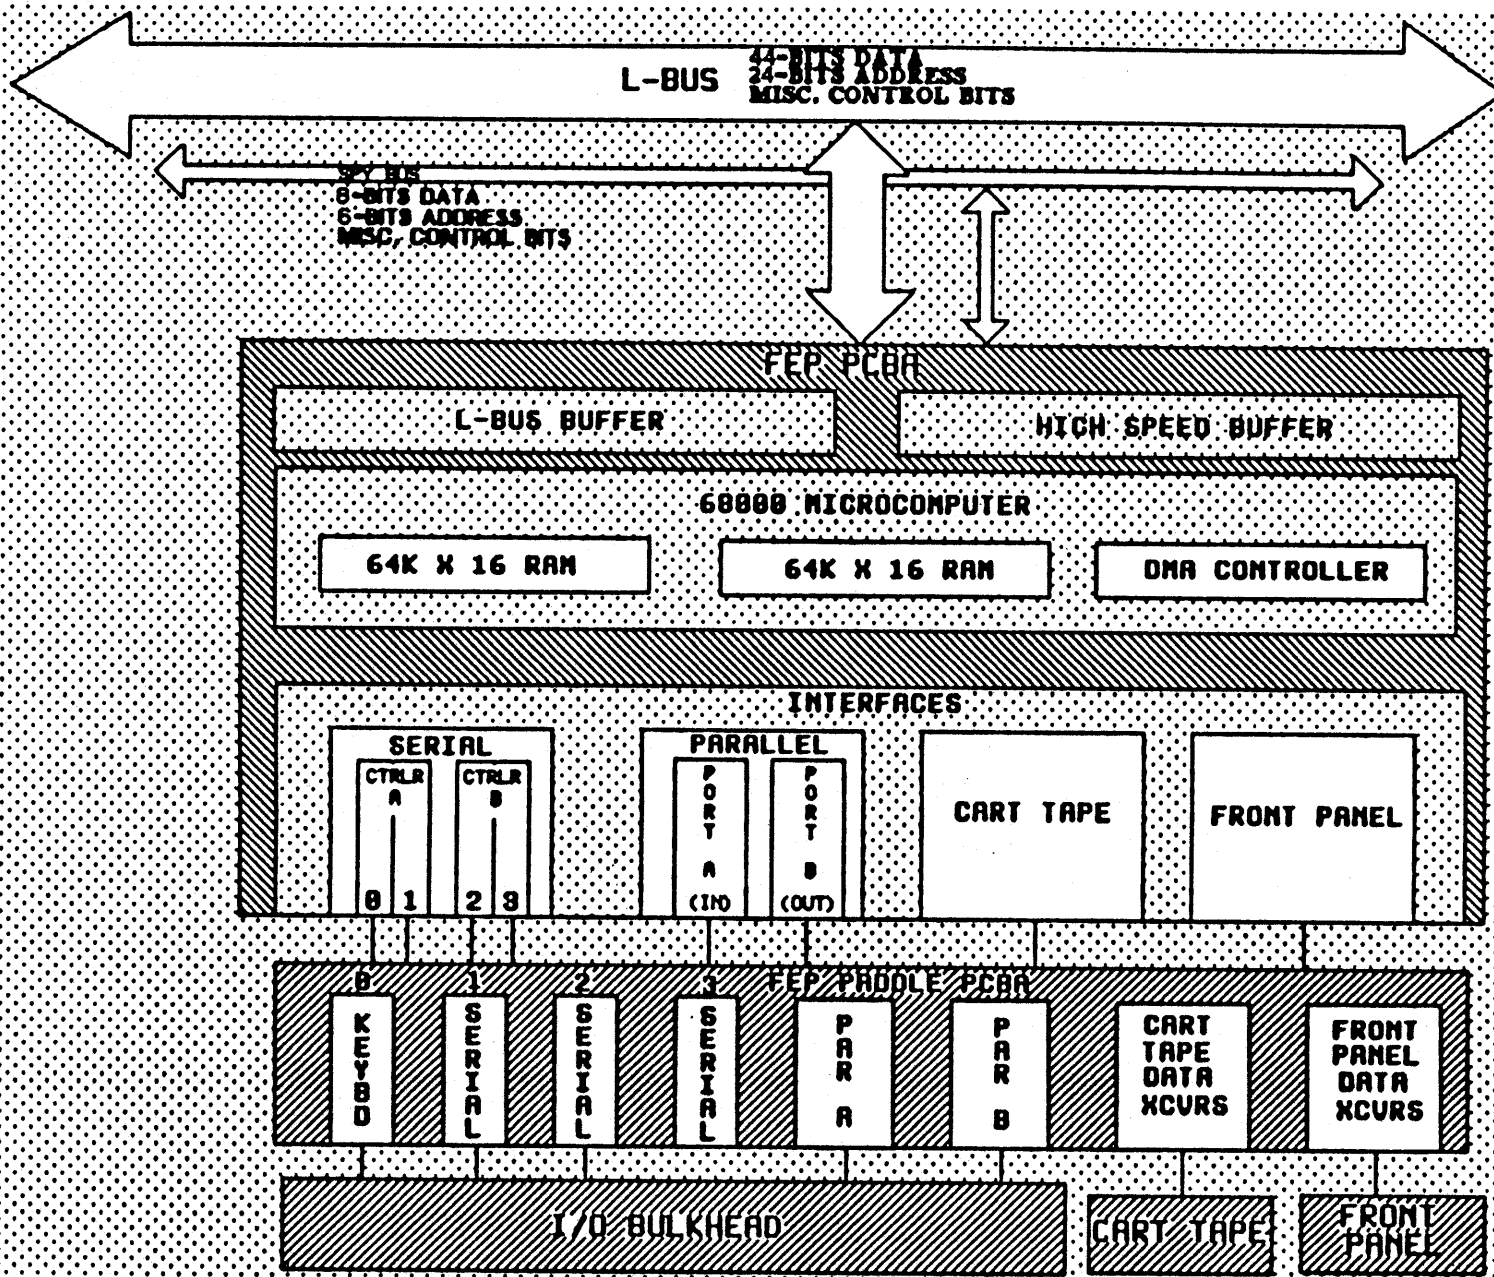 L-BUS
44-BITS DATA
24-BITS ADDRESS
MISC. CONTROL BITS
SPY BUS
8-BITS DATA
6-BITS ADDRESS
MISC, CONTROL BITS
FEP PCBA
L-BUS BUFFER
HIGH SPEED BUFFER
68000 MICROCOMPUTER
64K X 16 RAM
64K X 16 RAM
DMA CONTROLLER
INTERFACES
SERIAL
CTRLR
A
0 1
CTRLR
B
2 3
PARALLEL
PORT A
(IN)
PORT B
(OUT)
CART TAPE
FRONT PANEL
FEP PADDLE PCBA
0
KEYBD
1
SERIAL
2
SERIAL
3
SERIAL
PAR A
PAR B
CART
TAPE
DATA
XCVRS
FRONT
PANEL
DATA
XCVRS
I/O BULKHEAD
CART TAPE
FRONT
PANEL